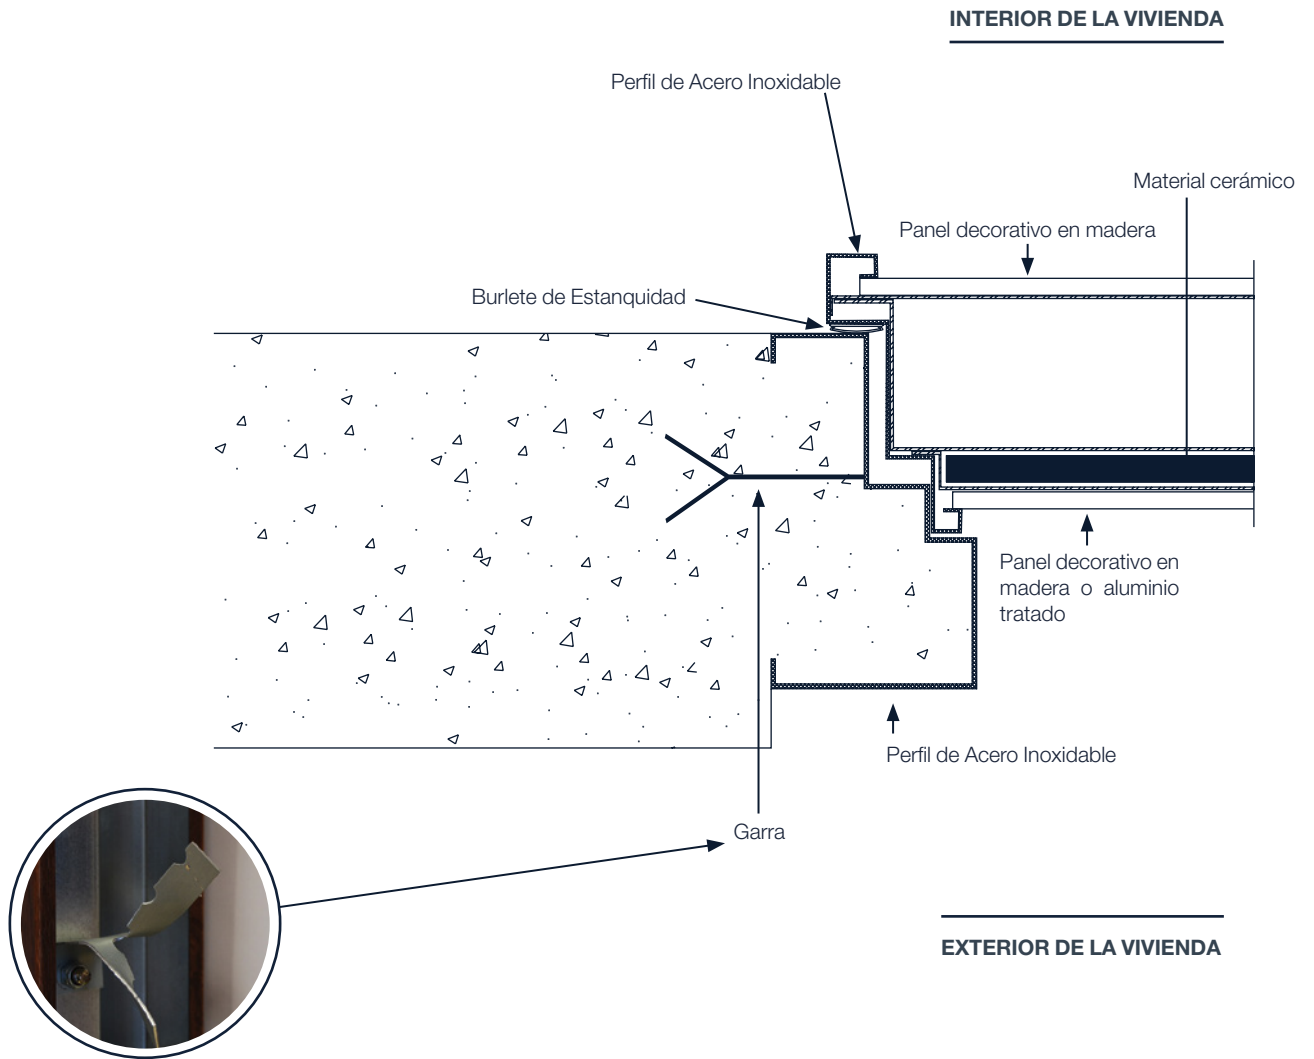 INTERIOR DE LA VIVIENDA
Perfil de Acero Inoxidable
Material cerámico
Panel decorativo en madera
Burlete de Estanquidad
Panel decorativo en
madera o aluminio
tratado
Perfil de Acero Inoxidable
Garra
EXTERIOR DE LA VIVIENDA